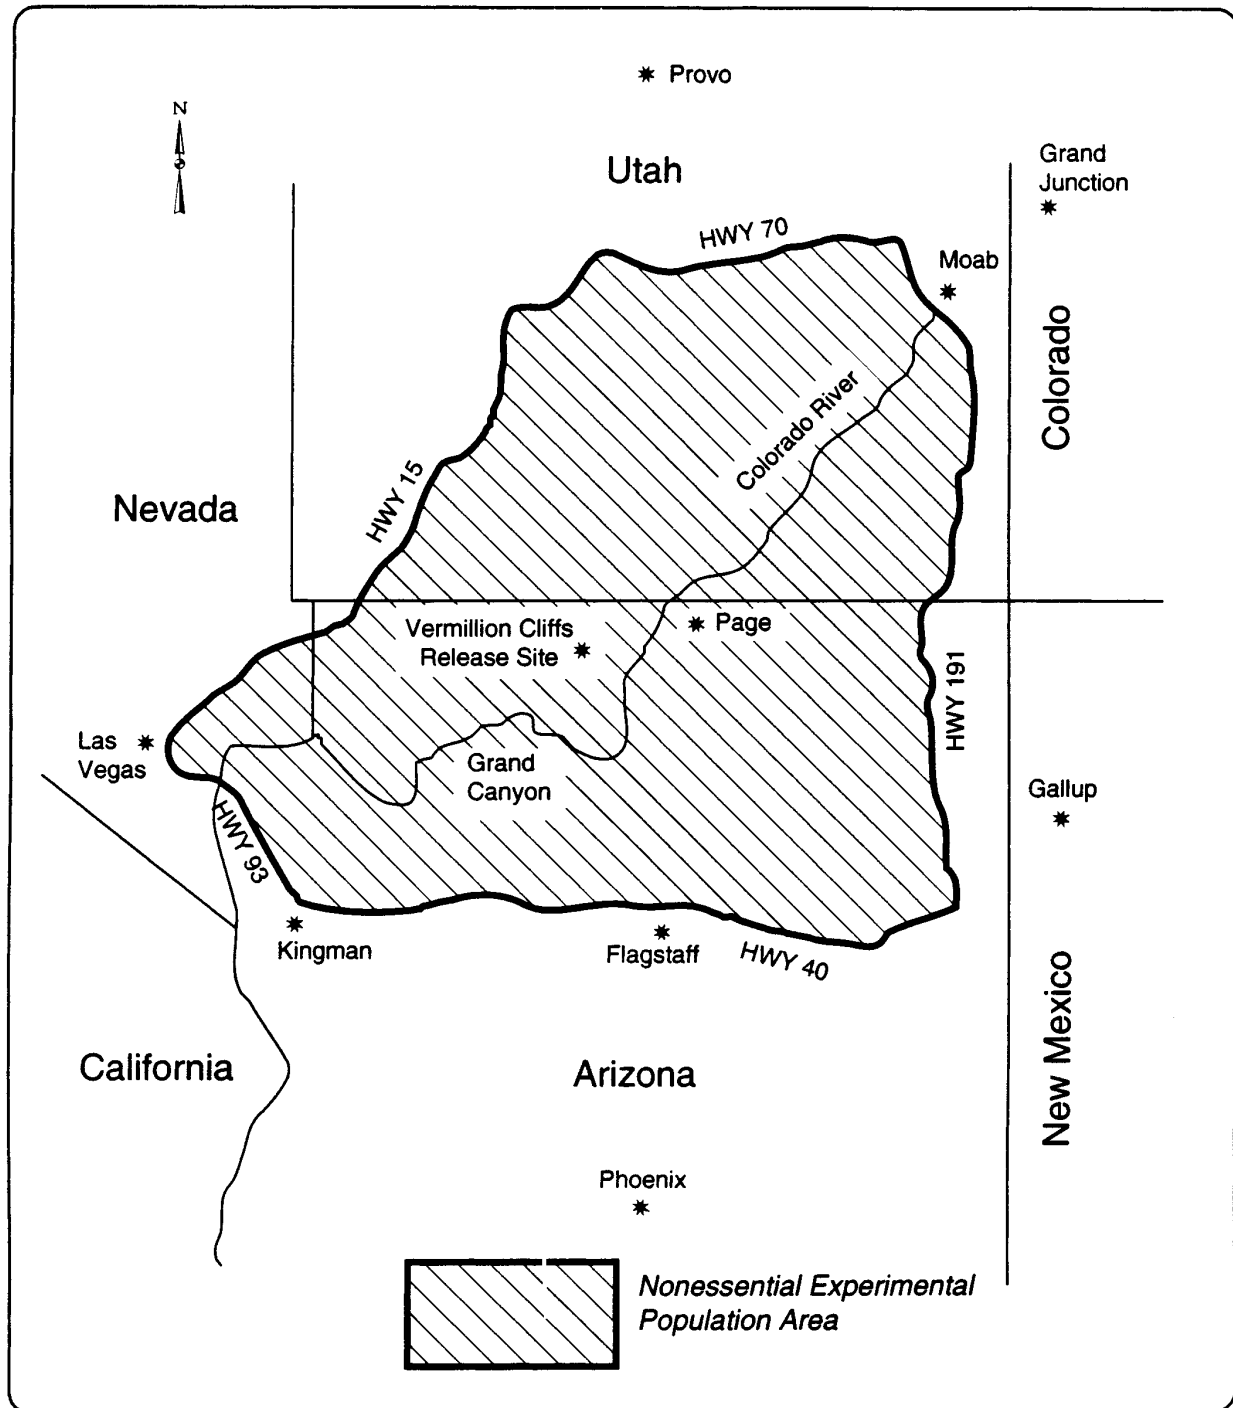 Provo
N
Utah
Grand
Junction
HWY 70
Moab
Colorado
Colorado River
HWY 15
Nevada
Vermillion Cliffs
Release Site
Page
HWY 191
Las
Vegas
Grand
Canyon
Gallup
HWY 93
Kingman
Flagstaff
HWY 40
New Mexico
California
Arizona
Phoenix
Nonessential Experimental
Population Area